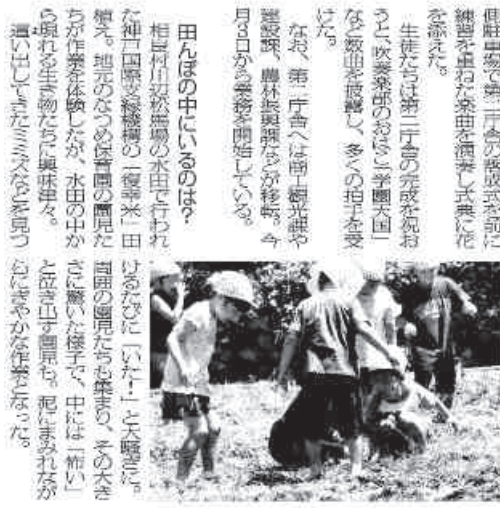 側駐車場で第二庁舎の完成式を前に
練習を重ねた楽曲を演奏し式典に花
を添えた。
生徒たちは第二庁舎の完成を祝お
うと、吹奏楽部のおはこ「学園天国」
など数曲を披露し、多くの拍手を受
けた。
なお、第二庁舎へは商工観光課や
建設課、農林振興課などが移転。今
月3日から業務を開始している。
田んぼの中にいるのは？
相良村川辺松馬場の水田で行われ
た神戸国際支縁機構の「復幸米」田
植え。地元のなつめ保育園の園児た
ちが作業を体験したが、水田の中か
ら現れる生き物たちに興味津々。
這い出してきたミミズなどを見つ
けるたびに「いた！」と大騒ぎに。
周囲の園児たちも集まり、その大き
さに驚いた様子で、中には「怖い」
と泣き出す園児も。泥にまみれなが
らにぎやかな作業となった。